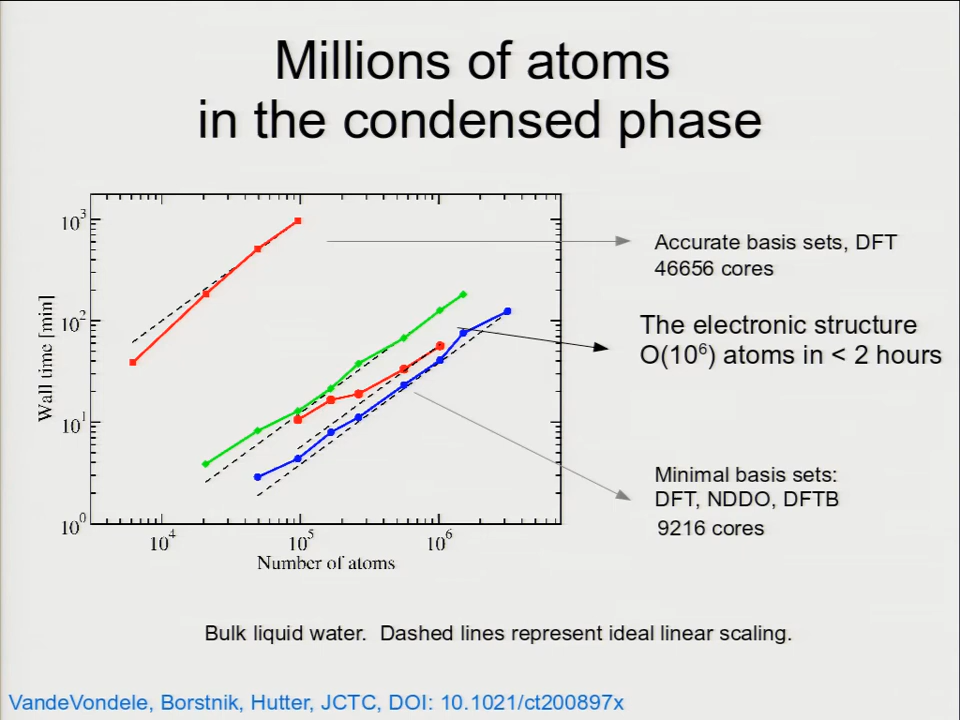 Millions of atoms
in the condensed phase
10³
10²
10¹
10⁰
Wall time [min]
10⁴
10⁵
10⁶
Number of atoms
Accurate basis sets, DFT
46656 cores
The electronic structure
O(10⁶) atoms in < 2 hours
Minimal basis sets:
DFT, NDDO, DFTB
9216 cores
Bulk liquid water. Dashed lines represent ideal linear scaling.
VandeVondele, Borstnik, Hutter, JCTC, DOI: 10.1021/ct200897x